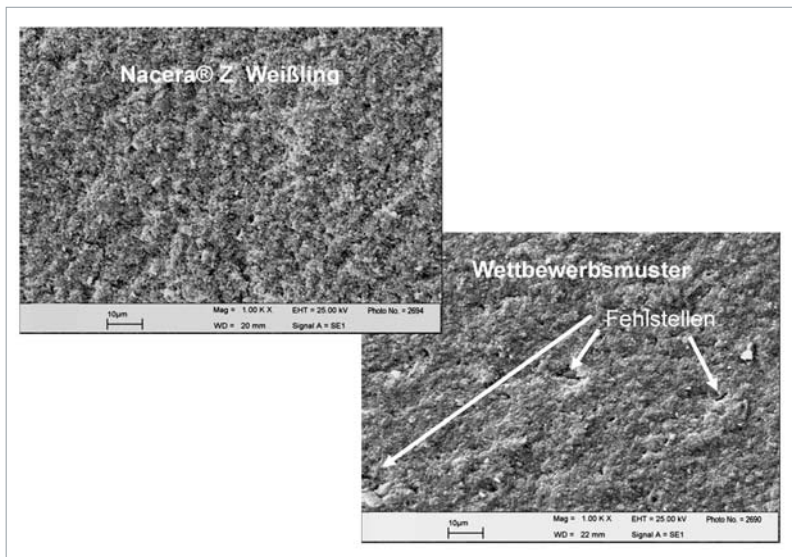 Nacera® Z Weißling
10µm
Mag = 1.00 K X
EHT = 25.00 kV
Photo No. = 2694
WD = 20 mm
Signal A = SE1
Wettbewerbsmuster
Fehlstellen
10µm
Mag = 1.00 K X
EHT = 25.00 kV
Photo No. = 2690
WD = 22 mm
Signal A = SE1